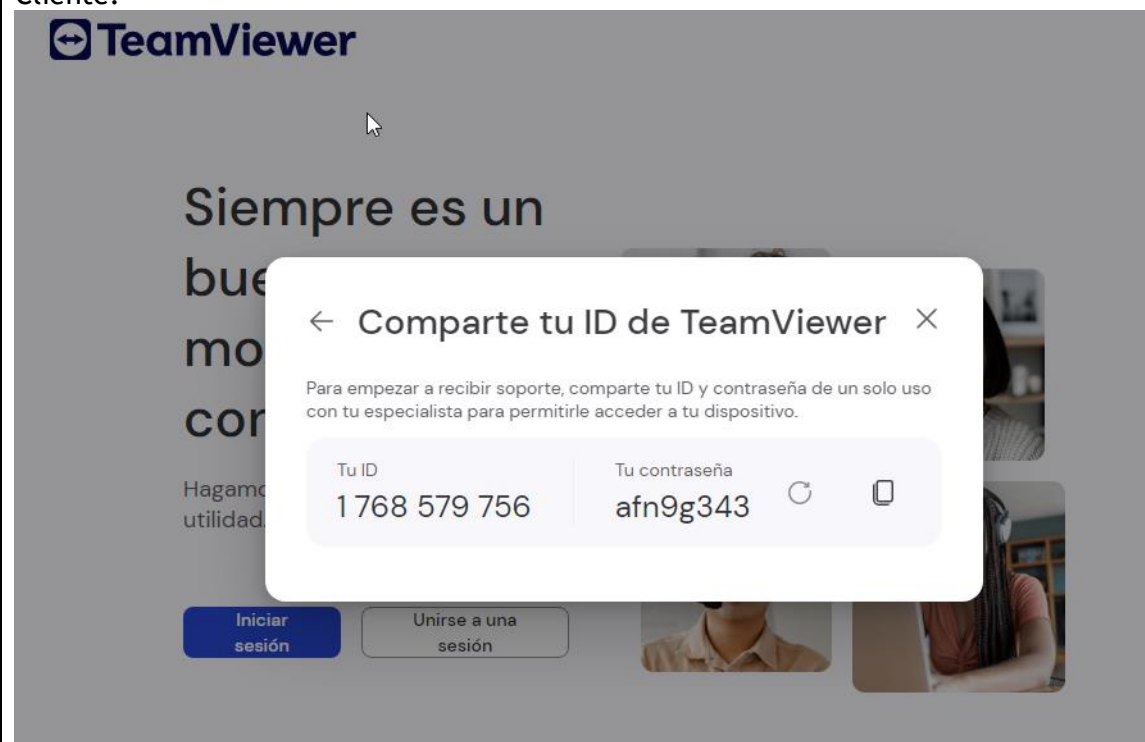 Cliente:
TeamViewer
Siempre es un
bue
mo
cor
Comparte tu ID de TeamViewer
Para empezar a recibir soporte, comparte tu ID y contraseña de un solo uso
con tu especialista para permitirle acceder a tu dispositivo.
Tu ID
Tu contraseña
1 768 579 756
afn9g343
Hagamo
utilidad.
Iniciar
sesión
Unirse a una
sesión